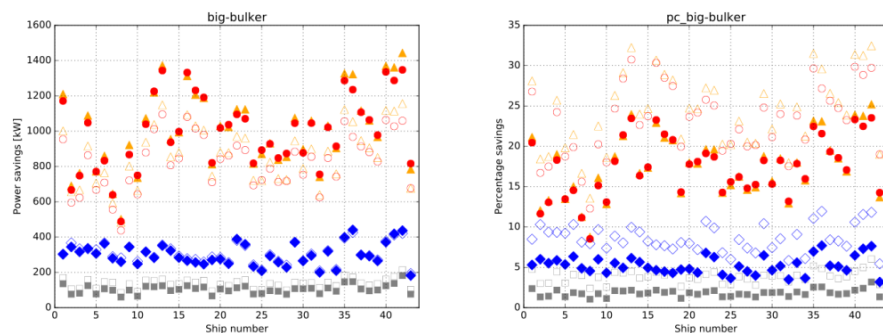 big-bulker
1600
1400
1200
1000
800
600
400
200
0
Power savings [kW]
0 5 10 15 20 25 30 35 40
Ship number
pc_big-bulker
35
30
25
20
15
10
5
0
Percentage savings
0 5 10 15 20 25 30 35 40
Ship number